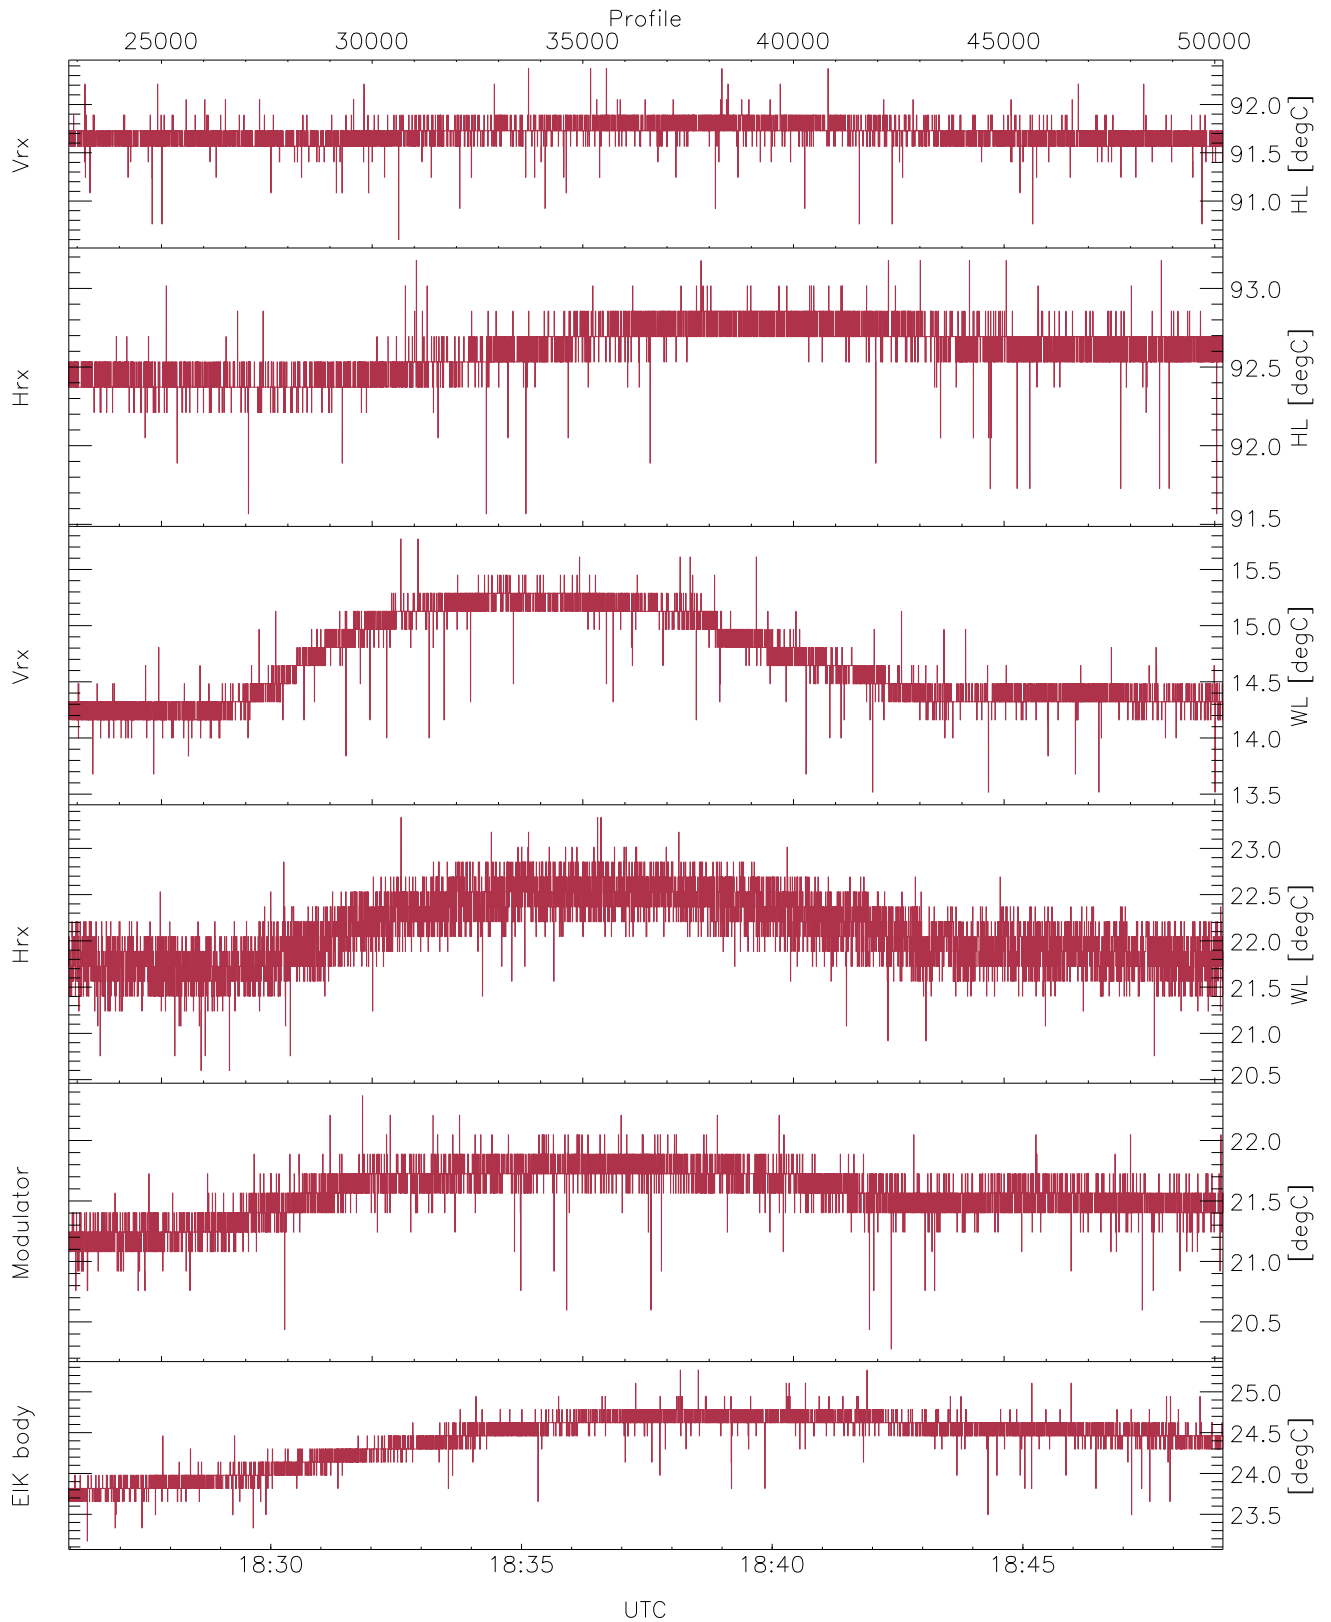 Profile
25000 30000 35000 40000 45000 50000
Vrx
92.0
91.5
91.0
HL [degC]
Hrx
93.0
92.5
92.0
91.5
HL [degC]
Vrx
15.5
15.0
14.5
14.0
13.5
WL [degC]
Hrx
23.0
22.5
22.0
21.5
21.0
20.5
WL [degC]
Modulator
22.0
21.5
21.0
20.5
[degC]
EIK body
25.0
24.5
24.0
23.5
[degC]
18:30 18:35 18:40 18:45
UTC